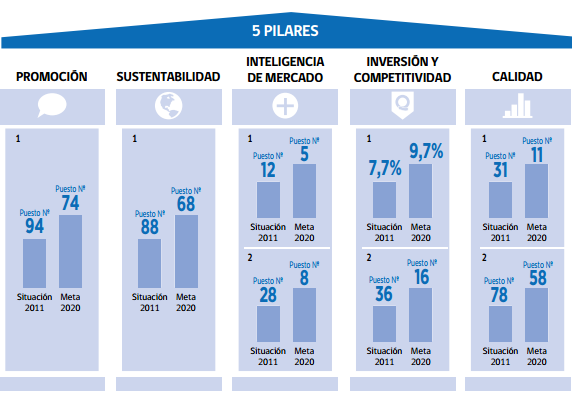 5 PILARES
PROMOCIÓN
1
Puesto Nº
94
Puesto Nº
74
Situación
2011
Meta
2020
SUSTENTABILIDAD
1
Puesto Nº
88
Puesto Nº
68
Situación
2011
Meta
2020
INTELIGENCIA
DE MERCADO
1
Puesto Nº
12
Puesto Nº
5
Situación
2011
Meta
2020
2
Puesto Nº
28
Puesto Nº
8
Situación
2011
Meta
2020
INVERSIÓN Y
COMPETITIVIDAD
1
7,7%
9,7%
Situación
2011
Meta
2020
2
Puesto Nº
36
Puesto Nº
16
Situación
2011
Meta
2020
CALIDAD
1
Puesto Nº
31
Puesto Nº
11
Situación
2011
Meta
2020
2
Puesto Nº
78
Puesto Nº
58
Situación
2011
Meta
2020